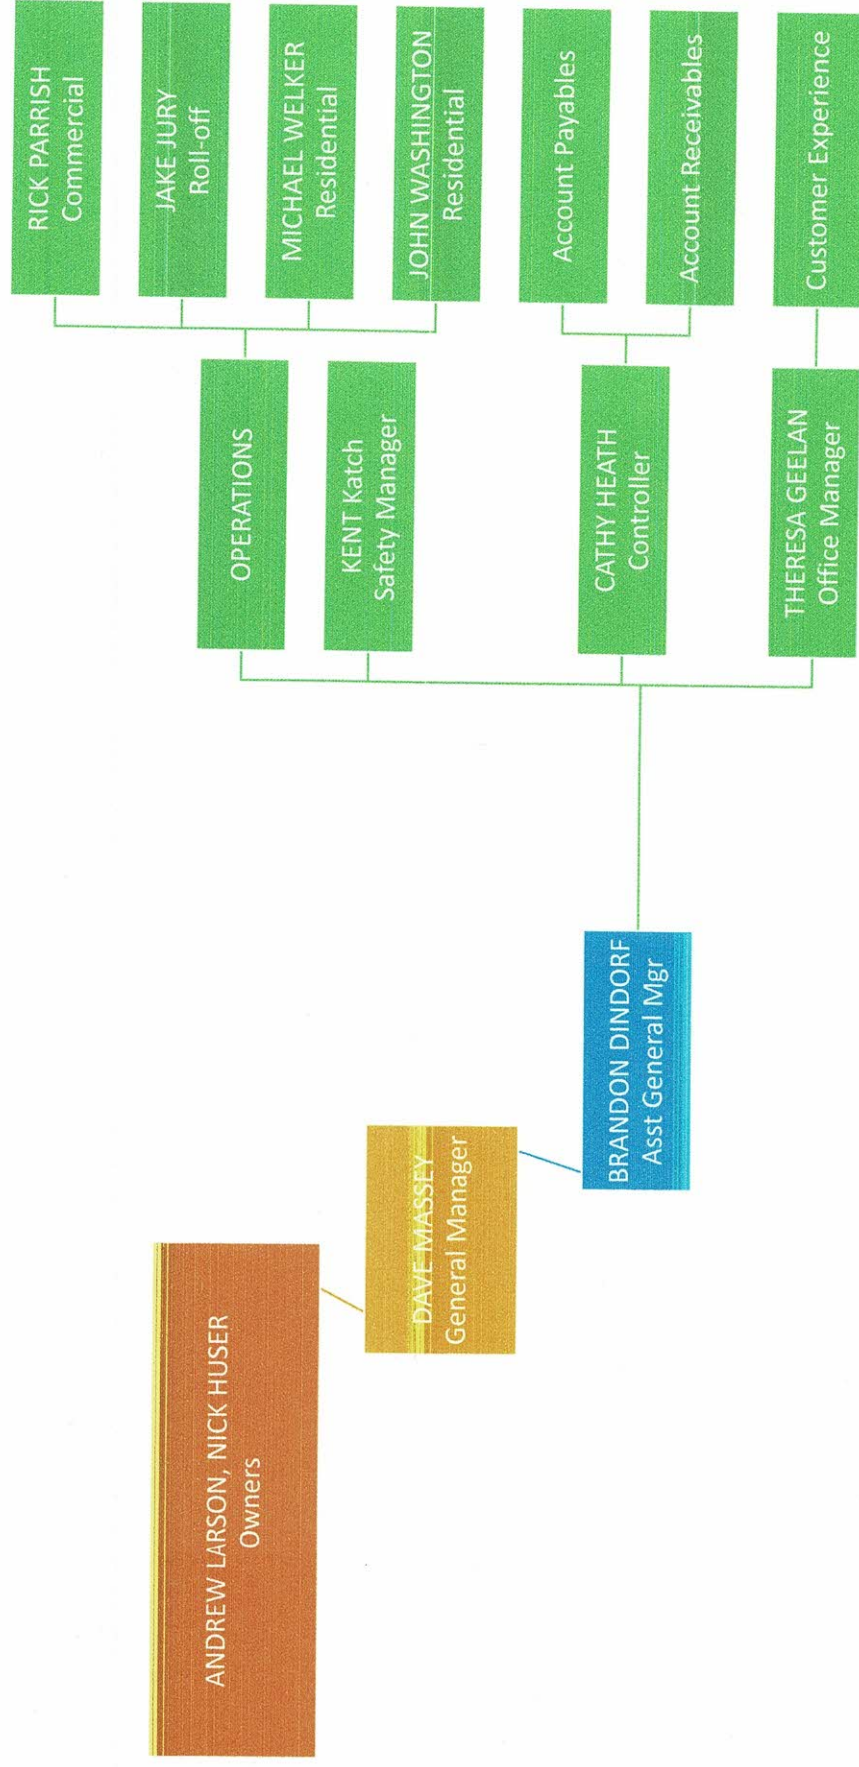 ANDREW LARSON, NICK HUSER
Owners
DAVE MASSEY
General Manager
BRANDON DINDORF
Asst General Mgr
OPERATIONS
RICK PARRISH
Commercial
JAKE JURY
Roll-off
MICHAEL WELKER
Residential
JOHN WASHINGTON
Residential
KENT Katch
Safety Manager
CATHY HEATH
Controller
Account Payables
Account Receivables
THERESA GEELAN
Office Manager
Customer Experience